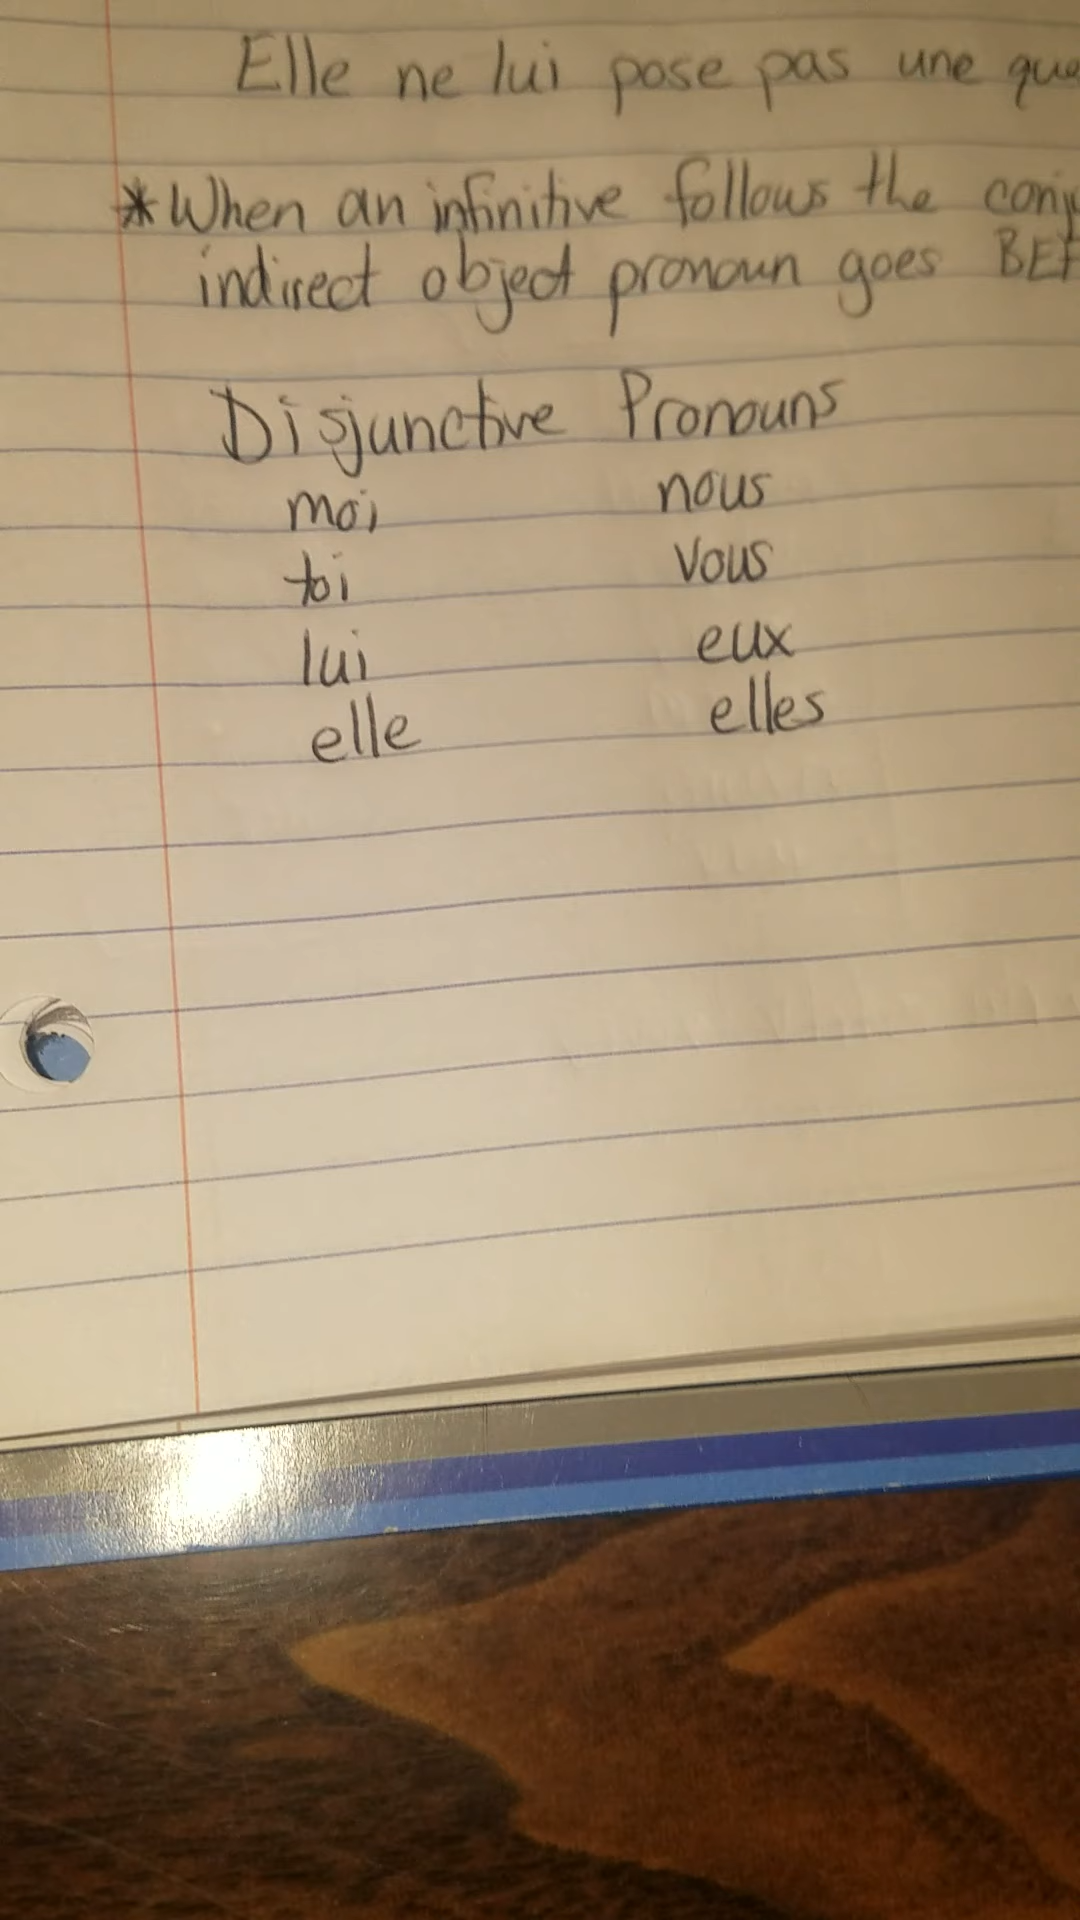 Elle ne lui pose pas une
*When an infinitive follows the
indirect object pronoun goes
Disjunctive Pronouns
moi nous
toi vous
lui eux
elle elles